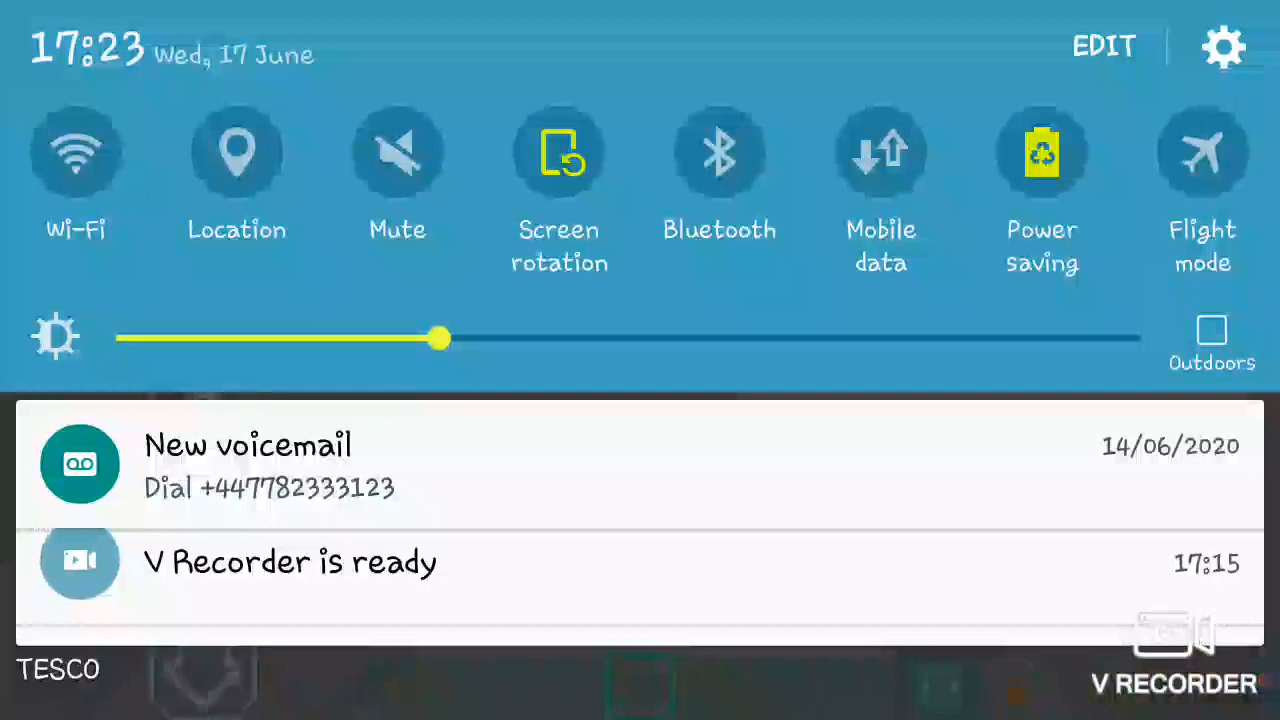 17:23 Wed, 17 June EDIT
Wi-Fi Location Mute Screen rotation Bluetooth Mobile data Power saving Flight mode
Outdoors
New voicemail 14/06/2020
Dial +447782333123
V Recorder is ready 17:15
TESCO
V RECORDER